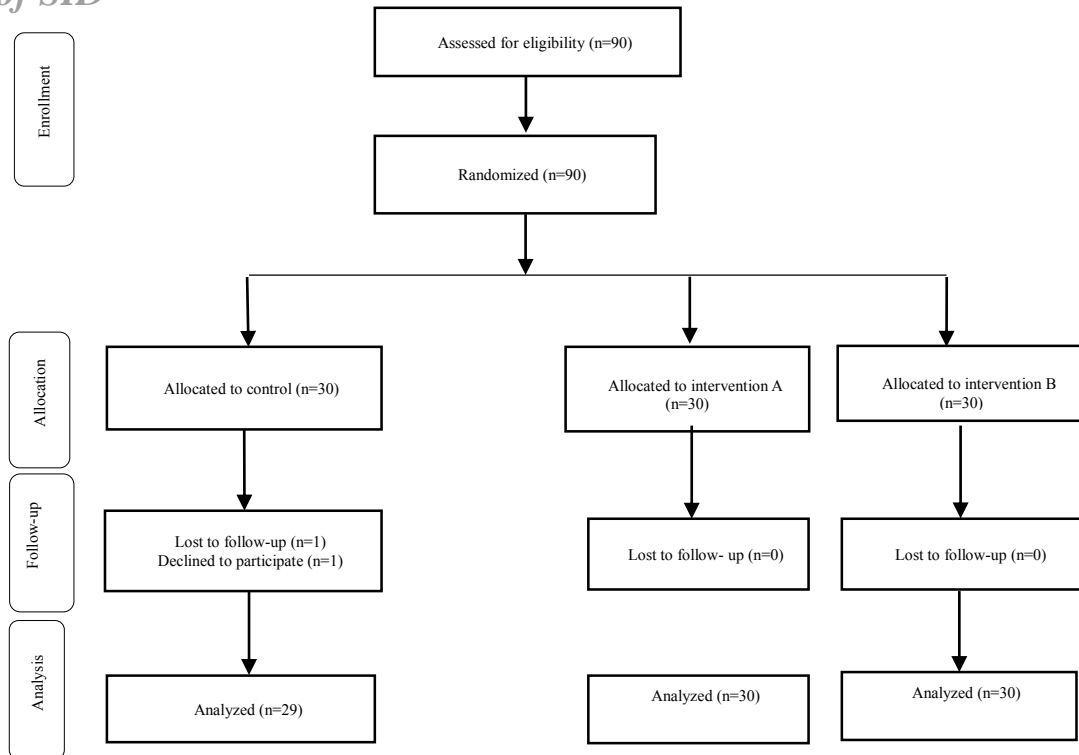 of SID
Enrollment
Assessed for eligibility (n=90)
Randomized (n=90)
Allocation
Allocated to control (n=30)
Allocated to intervention A
(n=30)
Allocated to intervention B
(n=30)
Follow-up
Lost to follow-up (n=1)
Declined to participate (n=1)
Lost to follow- up (n=0)
Lost to follow-up (n=0)
Analysis
Analyzed (n=29)
Analyzed (n=30)
Analyzed (n=30)